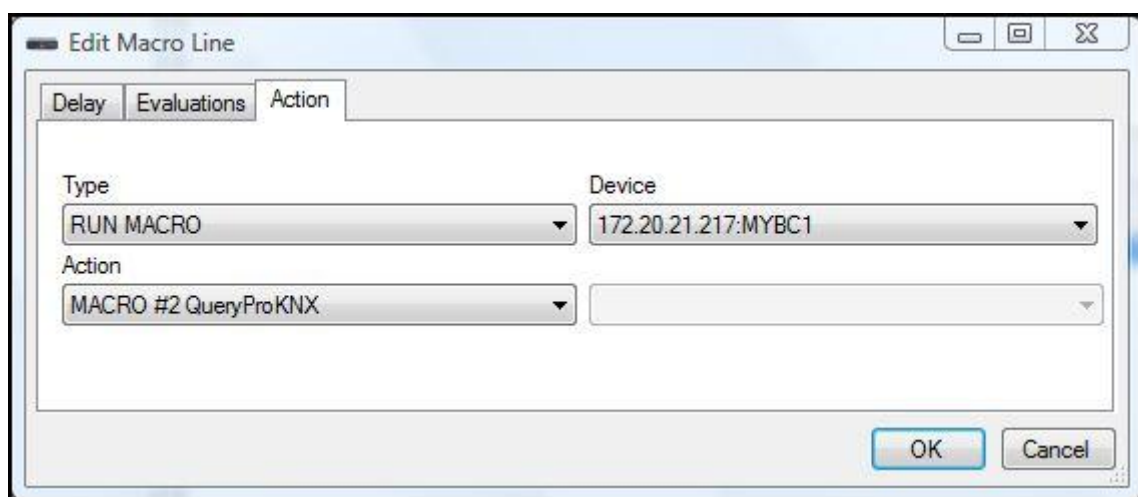 Edit Macro Line
Delay Evaluations Action
Type Device
RUN MACRO 172.20.21.217:MYBC1
Action
MACRO #2 QueryProKNX
OK Cancel